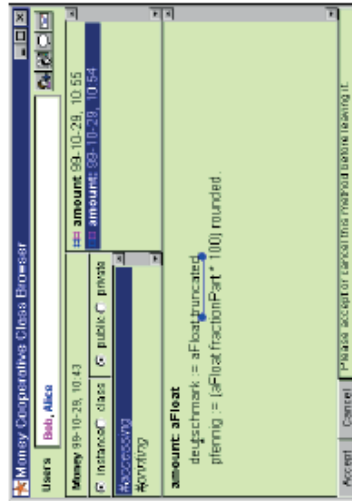 Money Cooperative Class Browser
Users Bob, Alice
Money 99-10-29, 10:43
instance class public private
#accessing
#printing
amount 99-10-29, 10:55
amount: 99-10-29, 10:54
amount: aFloat
deutschmark := aFloat truncated.
pfennig := (aFloat fractionPart * 100) rounded.
Accept Cancel Please accept or cancel this method before leaving it.